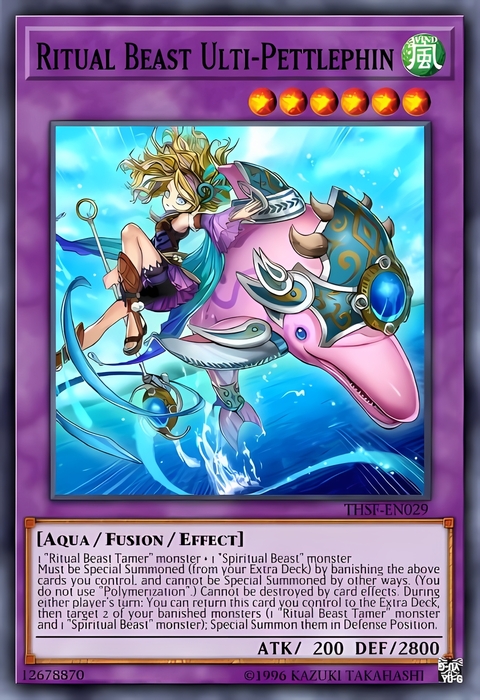 Ritual Beast Ulti-Pettlephin
WIND
風
THSF-EN029
[Aqua / Fusion / Effect]
1 "Ritual Beast Tamer" monster + 1 "Spiritual Beast" monster
Must be Special Summoned (from your Extra Deck) by banishing the
above cards you control, and cannot be Special Summoned by other ways. (You
do not use "Polymerization".) Cannot be destroyed by card effects. During
either player's turn: You can return this card you control to the Extra Deck,
then target 2 of your banished monsters (1 "Ritual Beast Tamer" monster
and 1 "Spiritual Beast" monster); Special Summon them in Defense Position.
ATK/ 200 DEF/2800
12678870
©1996 KAZUKI TAKAHASHI